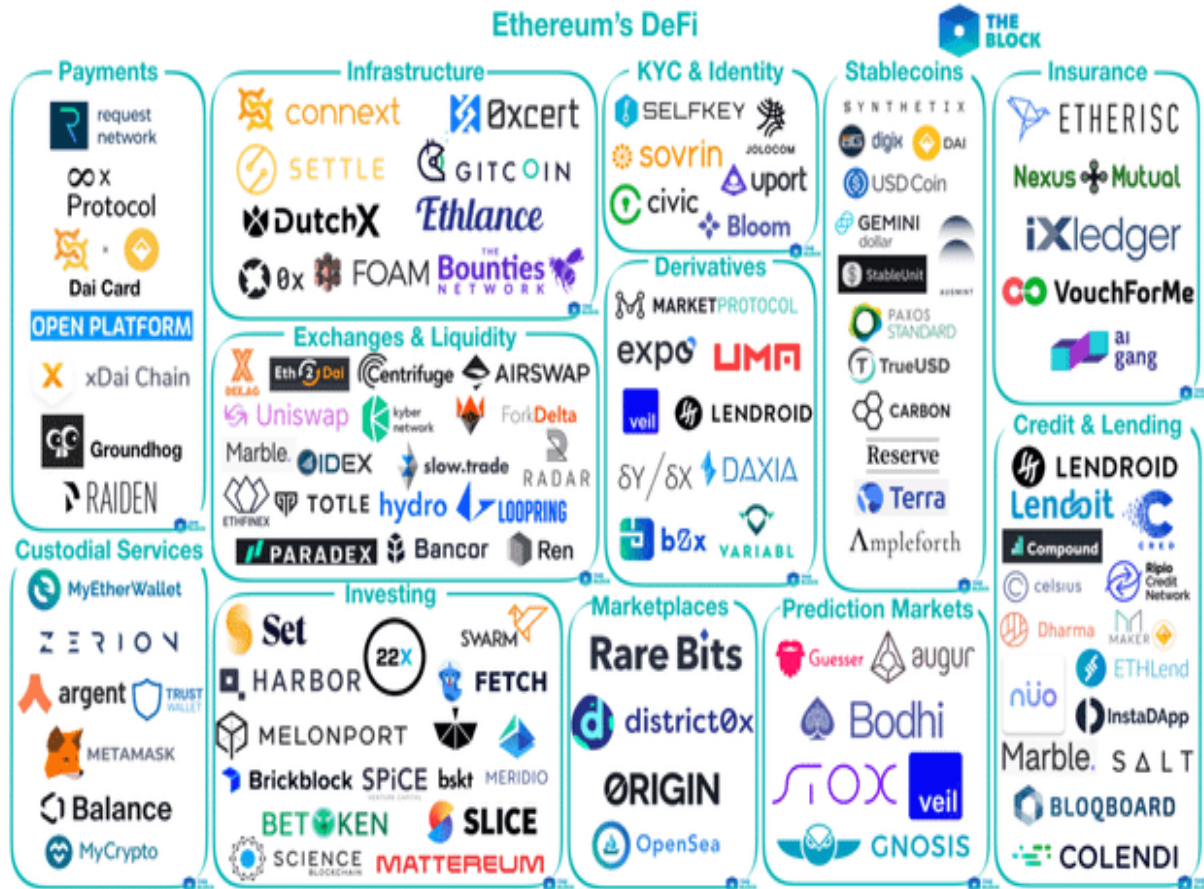 Ethereum's DeFi
THE BLOCK
Payments
request network
∞ x Protocol
Dai Card
OPEN PLATFORM
xDai Chain
Groundhog
RAIDEN
Custodial Services
MyEtherWallet
ZERION
argent
TRUST WALLET
METAMASK
Balance
MyCrypto
Infrastructure
connext
0xcert
SETTLE
GITCOIN
DutchX
Ethlance
0x
FOAM
THE Bounties NETWORK
Exchanges & Liquidity
DEX.AG
Eth2Dai
Centrifuge
AIRSWAP
Uniswap
kyber network
ForkDelta
Marble.
IDEX
slow.trade
RADAR
ETHFINEX
TOTLE
hydro
LOOPRING
PARADEX
Bancor
Ren
Investing
Set
22X
SWARM
HARBOR
FETCH
MELONPORT
Brickblock
SPiCE
VENTURE CAPITAL
bskt
MERIDIO
BETOKEN
SLICE
SCIENCE
BLOCKCHAIN
MATTEREUM
KYC & Identity
SELFKEY
JOLOCOM
sovrin
uport
civic
Bloom
Derivatives
MARKETPROTOCOL
expo
UMA
veil
LENDROID
δY/δX
DAXIA
b0x
VARIABL
Marketplaces
Rare Bits
district0x
ORIGIN
OpenSea
Stablecoins
SYNTHETIX
digix
DAI
USD Coin
GEMINI
dollar
AUGMINT
StableUnit
PAXOS
STANDARD
TrueUSD
CARBON
Reserve
Terra
Ampleforth
Prediction Markets
Guesser
augur
Bodhi
STOX
veil
GNOSIS
Insurance
ETHERISC
Nexus Mutual
iXledger
VouchForMe
ai gang
Credit & Lending
LENDROID
Lendoit
CRED
Compound
celsius
Ripio Credit Network
Dharma
MAKER
ETHLend
nüo
InstaDApp
Marble.
SALT
BLOQBOARD
COLENDI